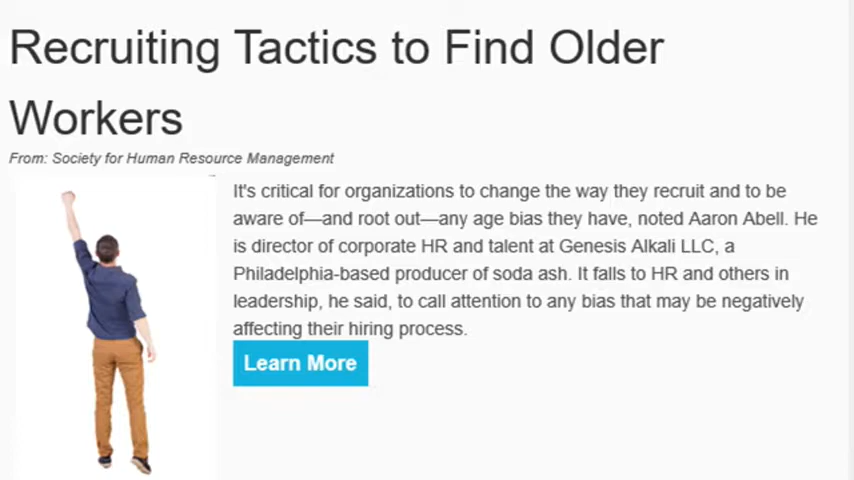 Recruiting Tactics to Find Older
Workers
From: Society for Human Resource Management
It's critical for organizations to change the way they recruit and to be
aware of—and root out—any age bias they have, noted Aaron Abell. He
is director of corporate HR and talent at Genesis Alkali LLC, a
Philadelphia-based producer of soda ash. It falls to HR and others in
leadership, he said, to call attention to any bias that may be negatively
affecting their hiring process.
Learn More